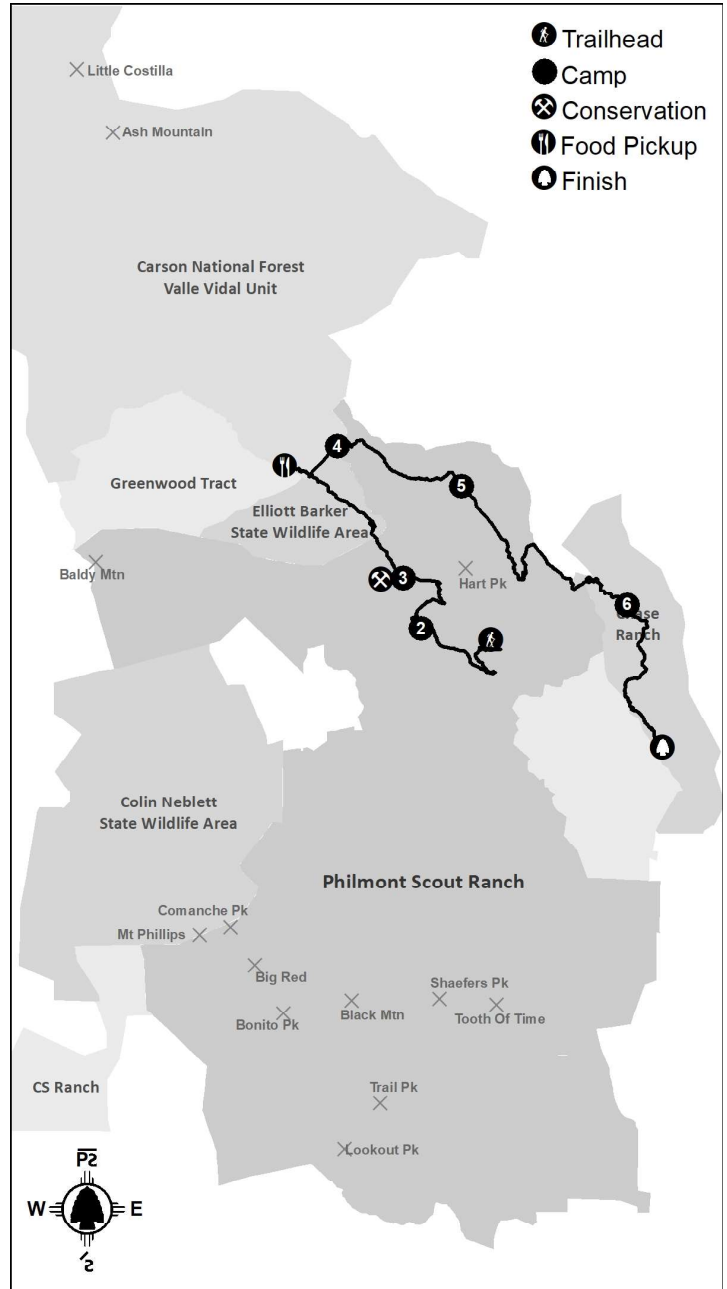 Trailhead
Camp
Conservation
Food Pickup
Finish
Little Costilla
Ash Mountain
Carson National Forest
Valle Vidal Unit
4
Greenwood Tract
5
Elliott Barker
State Wildlife Area
Baldy Mtn
3
Hart Pk
6
Chase
Ranch
2
Colin Neblett
State Wildlife Area
Philmont Scout Ranch
Comanche Pk
Mt Phillips
Big Red
Shaefers Pk
Black Mtn
Tooth Of Time
Bonito Pk
CS Ranch
Trail Pk
Lookout Pk
W E